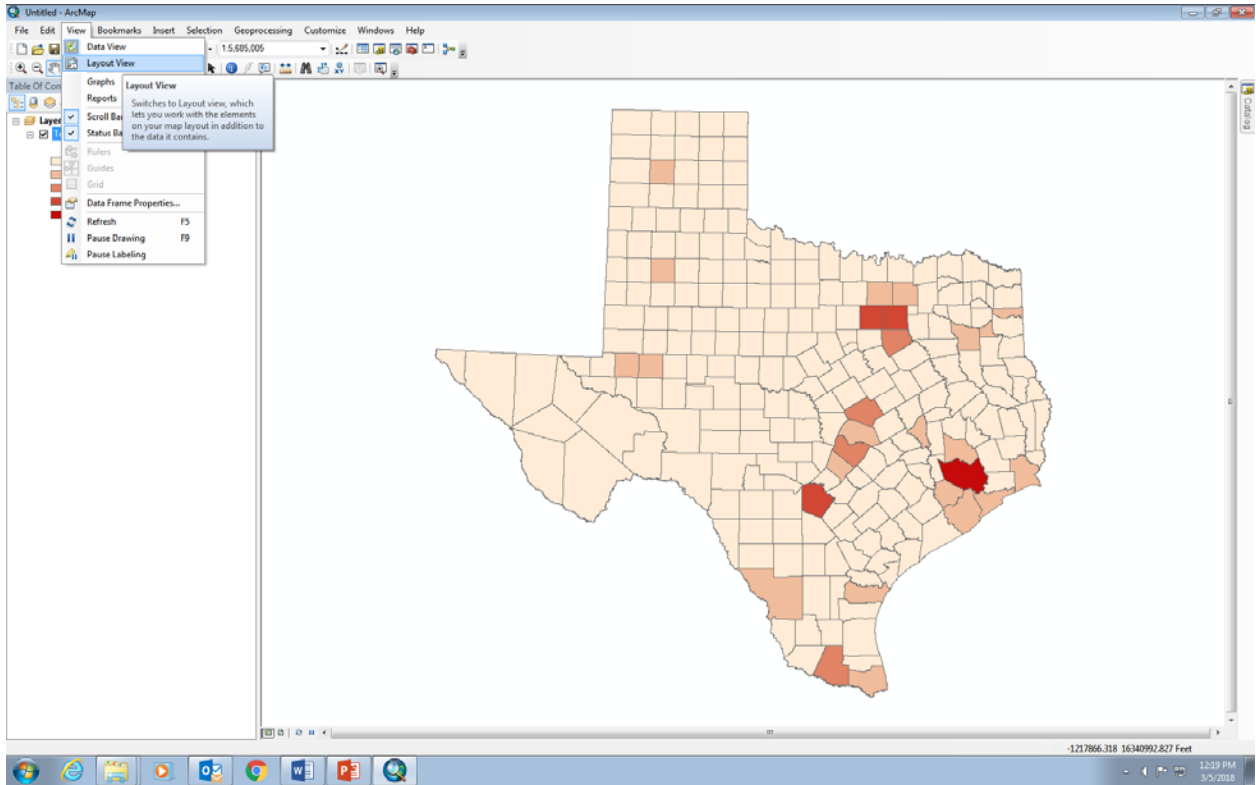 Untitled - ArcMap
File Edit View Bookmarks Insert Selection Geoprocessing Customize Windows Help
1:5,685,005
Data View
Layout View
Graphs
Reports
Scroll Ba
Status Ba
Rulers
Guides
Grid
Data Frame Properties...
Refresh F5
Pause Drawing F9
Pause Labeling
Layout View
Switches to Layout view, which
lets you work with the elements
on your map layout in addition to
the data it contains.
Table Of Con
Layer
Catalog
-1217866.318 16340992.827 Feet
12:19 PM
3/5/2018